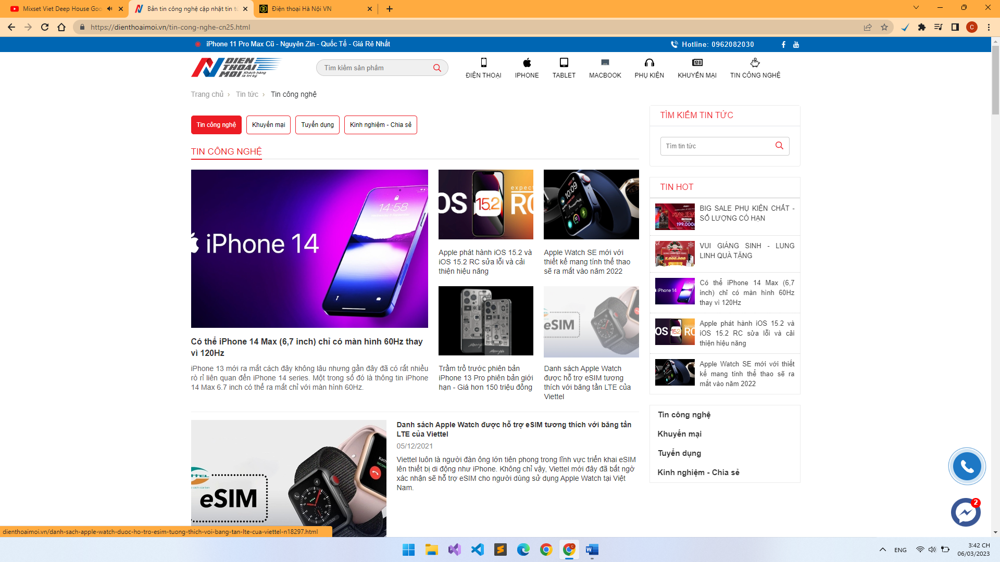 Mixset Viet Deep House Goc
Bản tin công nghệ cập nhật tin tứ
Điện thoại Hà Nội VN
https://dienthoaimoi.vn/tin-cong-nghe-cn25.html
C
iPhone 11 Pro Max Cũ - Nguyên Zin - Quốc Tế - Giá Rẻ Nhất
Hotline: 0962082030
DIEN
THOAI
MOI
Khách hàng
là tri kỷ
Tìm kiếm sản phẩm
ĐIỆN THOẠI
IPHONE
TABLET
MACBOOK
PHỤ KIỆN
KHUYẾN MẠI
TIN CÔNG NGHỆ
Trang chủ › Tin tức › Tin công nghệ
Tin công nghệ
Khuyến mại
Tuyển dụng
Kinh nghiệm - Chia sẻ
TIN CÔNG NGHỆ
iPhone 14
14:58
Có thể iPhone 14 Max (6,7 inch) chỉ có màn hình 60Hz thay
vì 120Hz
iPhone 13 mới ra mắt cách đây không lâu nhưng gần đây đã có rất nhiều
rò rỉ liên quan đến iPhone 14 series. Một trong số đó là thông tin iPhone
14 Max 6.7 inch có thể ra mắt chỉ với màn hình 60Hz.
expect
OS 15.2 RC
Apple phát hành iOS 15.2 và
iOS 15.2 RC sửa lỗi và cải
thiện hiệu năng
10:09
Apple Watch SE mới với
thiết kế mang tính thể thao
sẽ ra mắt vào năm 2022
Trầm trồ trước phiên bản
iPhone 13 Pro phiên bản giới
hạn - Giá hơn 150 triệu đồng
eSIM
Danh sách Apple Watch
được hỗ trợ eSIM tương
thích với băng tần LTE của
Viettel
eSIM
Danh sách Apple Watch được hỗ trợ eSIM tương thích với băng tần
LTE của Viettel
05/12/2021
Viettel luôn là người đàn ông lớn tiên phong trong lĩnh vực triển khai eSIM
lên thiết bị di động như iPhone. Không chỉ vậy, Viettel mới đây đã bất ngờ
xác nhận sẽ hỗ trợ eSIM cho người dùng sử dụng Apple Watch tại Việt
Nam.
TÌM KIẾM TIN TỨC
Tìm tin tức
TIN HOT
BIG SALE PHỤ KIỆN CHẤT -
SỐ LƯỢNG CÓ HẠN
VUI GIÁNG SINH - LUNG
LINH QUÀ TẶNG
iPhone 14
Có thể iPhone 14 Max (6,7
inch) chỉ có màn hình 60Hz
thay vì 120Hz
OS 15.2 RC
Apple phát hành iOS 15.2 và
iOS 15.2 RC sửa lỗi và cải
thiện hiệu năng
Apple Watch SE mới với thiết
kế mang tính thể thao sẽ ra
mắt vào năm 2022
Tin công nghệ
Khuyến mại
Tuyển dụng
Kinh nghiệm - Chia sẻ
2
dienthoaimoi.vn/danh-sach-apple-watch-duoc-ho-tro-esim-tuong-thich-voi-bang-tan-lte-cua-viettel-n18297.html
ENG
3:42 CH
06/03/2023